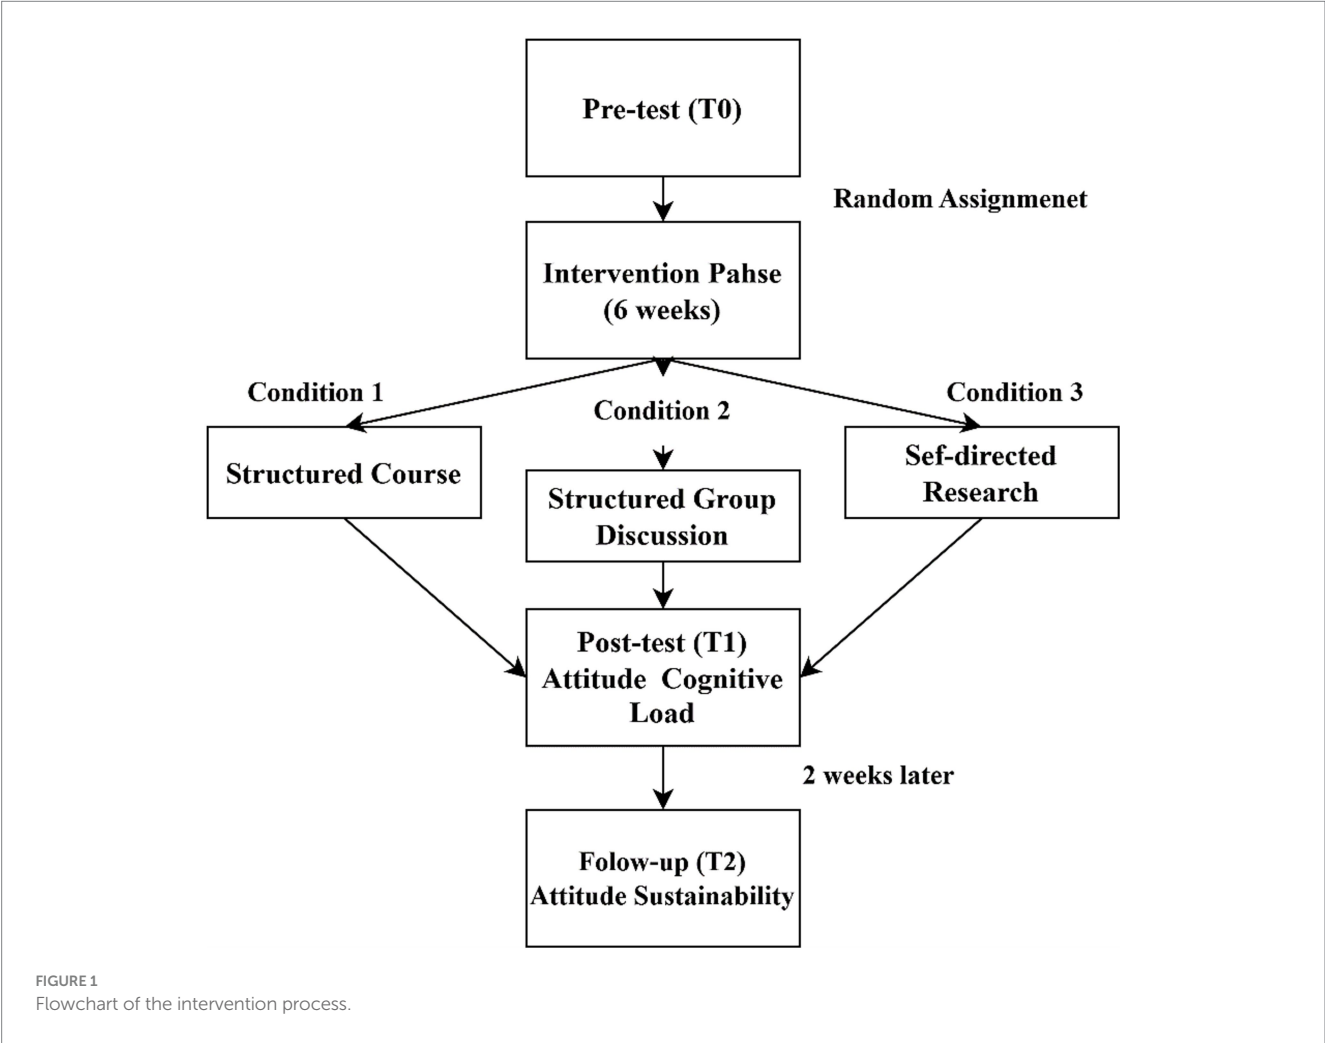 Pre-test (T0)
Random Assignmenet
Intervention Pahse
(6 weeks)
Condition 1
Condition 2
Condition 3
Structured Course
Structured Group
Discussion
Sef-directed
Research
Post-test (T1)
Attitude Cognitive
Load
2 weeks later
Folow-up (T2)
Attitude Sustainability
FIGURE 1
Flowchart of the intervention process.